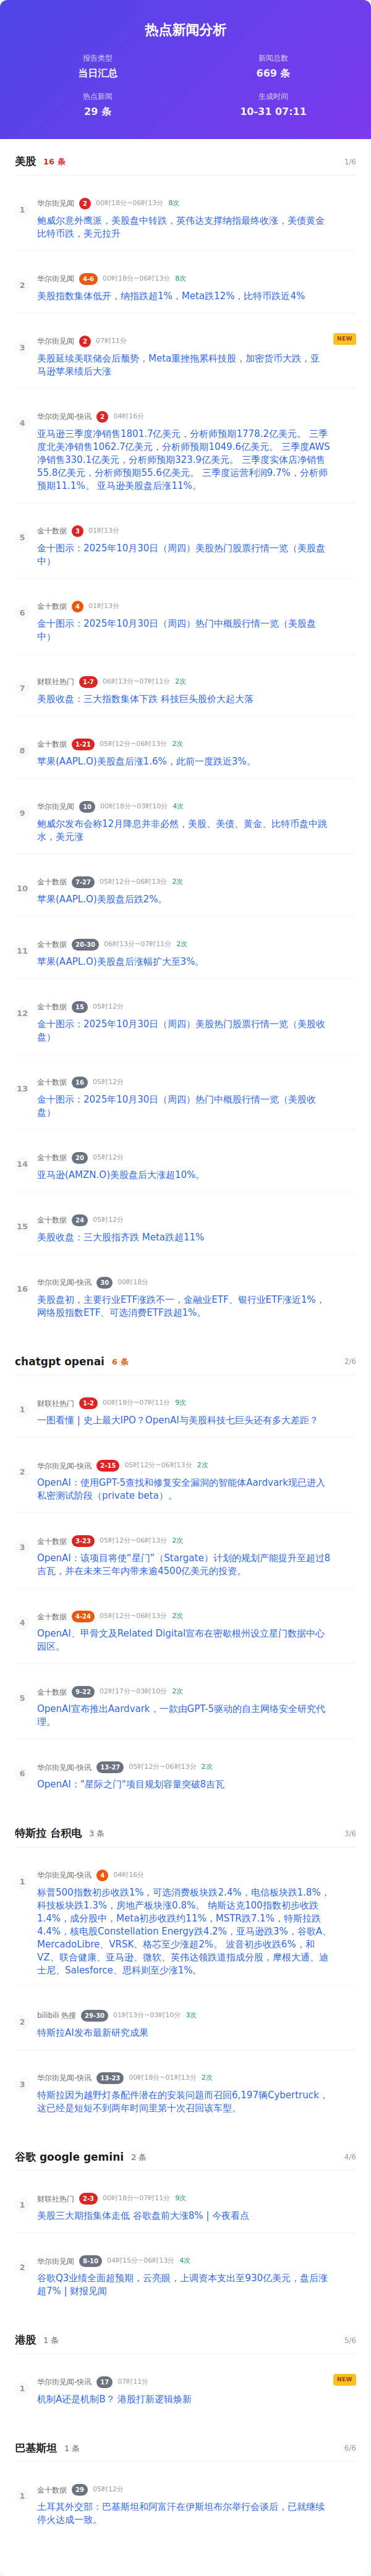 热点新闻分析
报告类型
新闻总数
当日汇总
669 条
热点新闻
生成时间
29 条
10-31 07:11
美股 16 条 1/6
1 华尔街见闻 2 00时18分~06时13分 8次
鲍威尔意外鹰派，美股盘中转跌，英伟达支撑纳指最终收涨，美债黄金
比特币跌，美元拉升
2 华尔街见闻 4-6 00时18分~06时13分 8次
美股指数集体低开，纳指跌超1%，Meta跌12%，比特币跌近4%
3 华尔街见闻 2 07时11分 NEW
美股延续美联储会后颓势，Meta重挫拖累科技股，加密货币大跌，亚
马逊苹果绩后大涨
4 华尔街见闻-快讯 2 04时16分
亚马逊三季度净销售1801.7亿美元，分析师预期1778.2亿美元。 三季
度北美净销售1062.7亿美元，分析师预期1049.6亿美元。 三季度AWS
净销售330.1亿美元，分析师预期323.9亿美元。 三季度实体店净销售
55.8亿美元，分析师预期55.6亿美元。 三季度运营利润9.7%，分析师
预期11.1%。 亚马逊美股盘后涨11%。
5 金十数据 3 01时13分
金十图示：2025年10月30日（周四）美股热门股票行情一览（美股盘
中）
6 金十数据 4 01时13分
金十图示：2025年10月30日（周四）热门中概股行情一览（美股盘
中）
7 财联社热门 1-7 06时13分~07时11分 2次
美股收盘：三大指数集体下跌 科技巨头股价大起大落
8 金十数据 1-21 05时12分~06时13分 2次
苹果(AAPL.O)美股盘后涨1.6%，此前一度跌近3%。
9 华尔街见闻 10 00时18分~03时10分 4次
鲍威尔发布会称12月降息并非必然，美股、美债、黄金、比特币盘中跳
水，美元涨
10 金十数据 7-27 05时12分~06时13分 2次
苹果(AAPL.O)美股盘后跌2%。
11 金十数据 20-30 06时13分~07时11分 2次
苹果(AAPL.O)美股盘后涨幅扩大至3%。
12 金十数据 15 05时12分
金十图示：2025年10月30日（周四）美股热门股票行情一览（美股收
盘）
13 金十数据 16 05时12分
金十图示：2025年10月30日（周四）热门中概股行情一览（美股收
盘）
14 金十数据 20 05时12分
亚马逊(AMZN.O)美股盘后大涨超10%。
15 金十数据 24 05时12分
美股收盘：三大股指齐跌 Meta跌超11%
16 华尔街见闻-快讯 30 00时18分
美股盘初，主要行业ETF涨跌不一，金融业ETF、银行业ETF涨近1%，
网络股指数ETF、可选消费ETF跌超1%。
chatgpt openai 6 条 2/6
1 财联社热门 1-2 00时18分~07时11分 9次
一图看懂 | 史上最大IPO？OpenAI与美股科技七巨头还有多大差距？
2 华尔街见闻-快讯 2-15 05时12分~06时13分 2次
OpenAI：使用GPT-5查找和修复安全漏洞的智能体Aardvark现已进入
私密测试阶段（private beta）。
3 金十数据 3-23 05时12分~06时13分 2次
OpenAI：该项目将使“星门”（Stargate）计划的规划产能提升至超过8
吉瓦，并在未来三年内带来逾4500亿美元的投资。
4 金十数据 4-24 05时12分~06时13分 2次
OpenAI、甲骨文及Related Digital宣布在密歇根州设立星门数据中心
园区。
5 金十数据 9-22 02时17分~03时10分 2次
OpenAI宣布推出Aardvark，一款由GPT-5驱动的自主网络安全研究代
理。
6 华尔街见闻-快讯 13-27 05时12分~06时13分 2次
OpenAI："星际之门"项目规划容量突破8吉瓦
特斯拉 台积电 3 条 3/6
1 华尔街见闻-快讯 4 04时16分
标普500指数初步收跌1%，可选消费板块跌2.4%，电信板块跌1.8%，
科技板块跌1.3%，房地产板块涨0.8%。 纳斯达克100指数初步收跌
1.4%，成分股中，Meta初步收跌约11%，MSTR跌7.1%，特斯拉跌
4.4%，核电股Constellation Energy跌4.2%，亚马逊跌3%，谷歌A、
MercadoLibre、VRSK、格芯至少涨超2%。 波音初步收跌6%，和
VZ、联合健康、亚马逊、微软、英伟达领跌道指成分股，摩根大通、迪
士尼、Salesforce、思科则至少涨1%。
2 bilibili 热搜 29-30 01时13分~03时10分 3次
特斯拉AI发布最新研究成果
3 华尔街见闻-快讯 13-23 00时18分~01时13分 2次
特斯拉因为越野灯条配件潜在的安装问题而召回6,197辆Cybertruck，
这已经是短短不到两年时间里第十次召回该车型。
谷歌 google gemini 2 条 4/6
1 财联社热门 2-3 00时18分~07时11分 9次
美股三大期指集体走低 谷歌盘前大涨8% | 今夜看点
2 华尔街见闻 8-10 04时15分~06时13分 4次
谷歌Q3业绩全面超预期，云亮眼，上调资本支出至930亿美元，盘后涨
超7% | 财报见闻
港股 1 条 5/6
1 华尔街见闻-快讯 17 07时11分 NEW
机制A还是机制B？ 港股打新逻辑焕新
巴基斯坦 1 条 6/6
1 金十数据 29 05时12分
土耳其外交部：巴基斯坦和阿富汗在伊斯坦布尔举行会谈后，已就继续
停火达成一致。